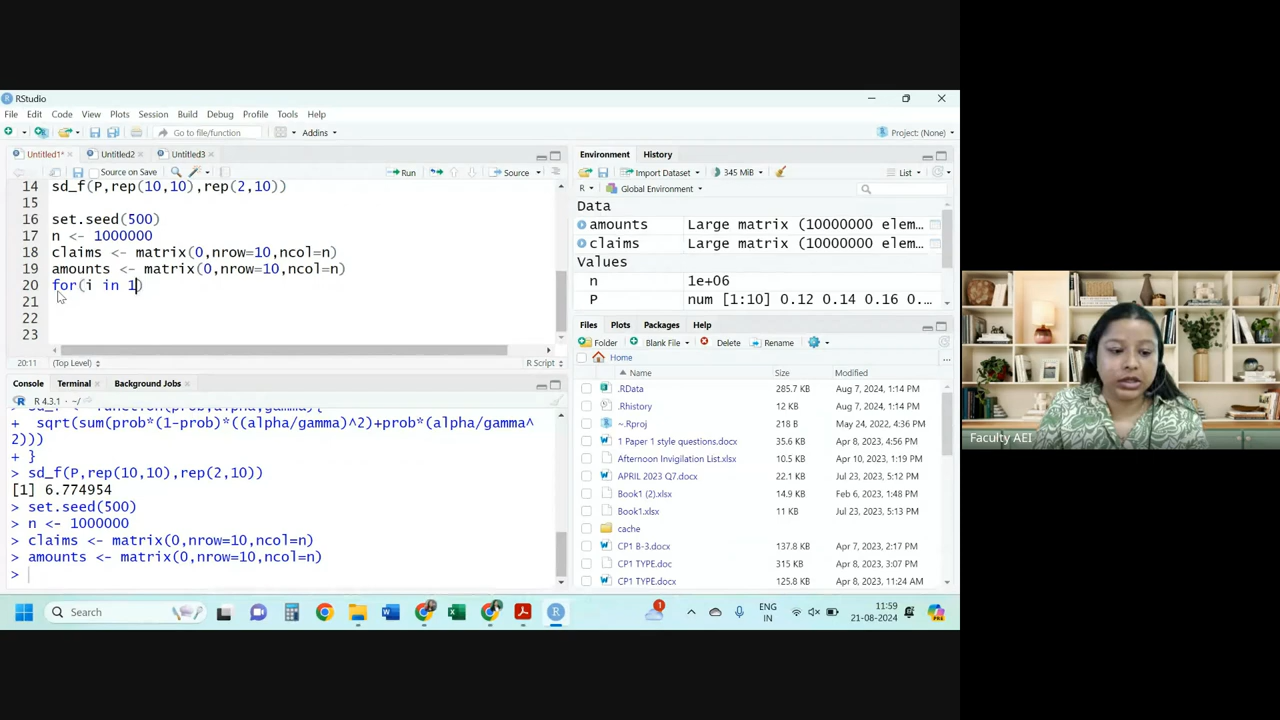 RStudio
File Edit Code View Plots Session Build Debug Profile Tools Help
Go to file/function
Addins
Project: (None)
Untitled1*
Untitled2
Untitled3
Source on Save
Run
Source
14 sd_f(P,rep(10,10),rep(2,10))
15
16 set.seed(500)
17 n <- 1000000
18 claims <- matrix(0,nrow=10,ncol=n)
19 amounts <- matrix(0,nrow=10,ncol=n)
20 for(i in 1)
21
22
23
20:11 (Top Level) R Script
Console Terminal Background Jobs
R 4.3.1 · ~/
+ sqrt(sum(prob*(1-prob)*((alpha/gamma)^2)+prob*(alpha/gamma^
2)))
+ }
> sd_f(P,rep(10,10),rep(2,10))
[1] 6.774954
> set.seed(500)
> n <- 1000000
> claims <- matrix(0,nrow=10,ncol=n)
> amounts <- matrix(0,nrow=10,ncol=n)
>
Environment History
Import Dataset 345 MiB List
R Global Environment
Data
amounts Large matrix (10000000 elem…
claims Large matrix (10000000 elem…
Values
n 1e+06
P num [1:10] 0.12 0.14 0.16 0.…
Files Plots Packages Help
Folder Blank File Delete Rename
Home
Name Size Modified
.RData 285.7 KB Aug 7, 2024, 1:14 PM
.Rhistory 12 KB Aug 7, 2024, 1:14 PM
~.Rproj 218 B May 24, 2022, 4:36 PM
1 Paper 1 style questions.docx 35.6 KB Apr 8, 2023, 4:56 PM
Afternoon Invigilation List.xlsx 10.5 KB Apr 10, 2023, 1:19 PM
APRIL 2023 Q7.docx 22.1 KB Jul 23, 2023, 5:12 PM
Book1 (2).xlsx 14.9 KB Feb 6, 2023, 1:48 PM
Book1.xlsx 11 KB Jul 23, 2023, 5:13 PM
cache
CP1 B-3.docx 137.8 KB Apr 7, 2023, 2:17 PM
CP1 TYPE.doc 315 KB Apr 8, 2023, 3:07 PM
CP1 TYPE.docx 125.8 KB Apr 8, 2023, 11:24 AM
Search
1
ENG
IN
11:59
21-08-2024
Faculty AEI